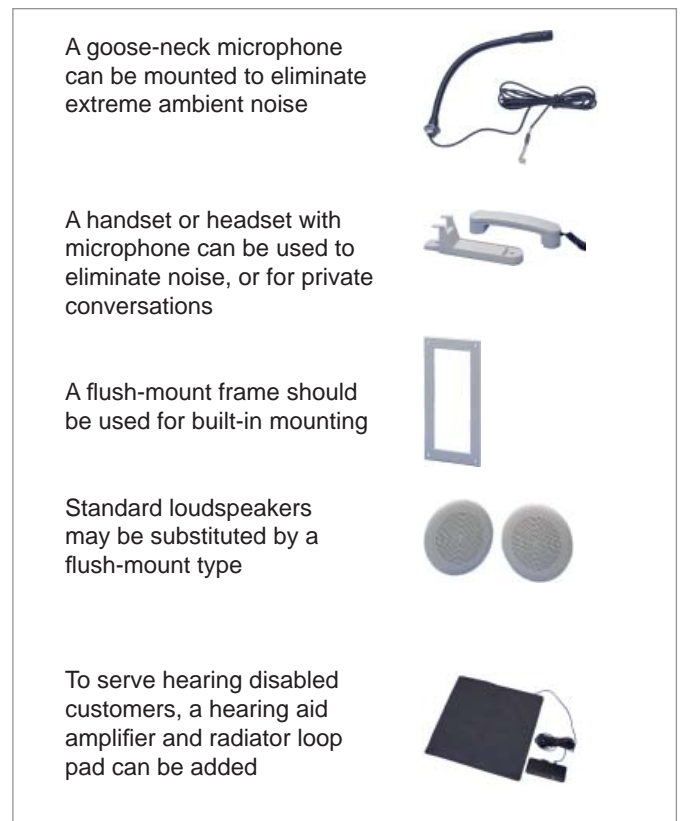 A goose-neck microphone
can be mounted to eliminate
extreme ambient noise
A handset or headset with
microphone can be used to
eliminate noise, or for private
conversations
A flush-mount frame should
be used for built-in mounting
Standard loudspeakers
may be substituted by a
flush-mount type
To serve hearing disabled
customers, a hearing aid
amplifier and radiator loop
pad can be added